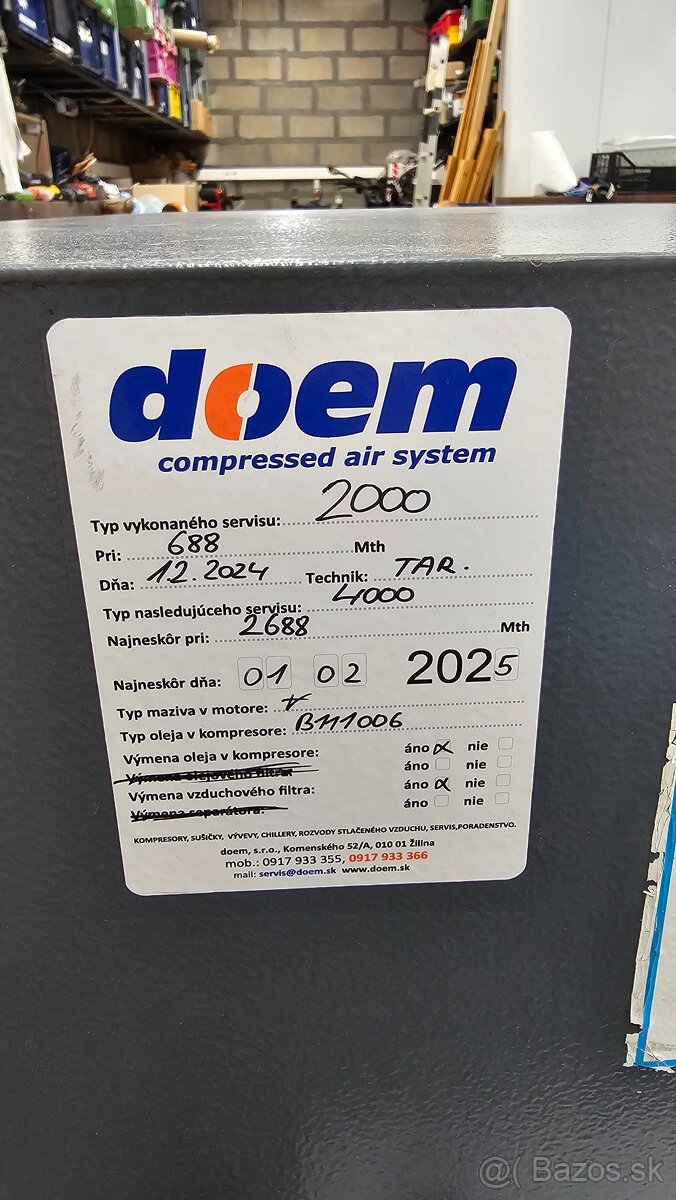 doem
compressed air system
Typ vykonaného servisu: 2000
Pri: 688 Mth
Dňa: 12.2024 Technik: TAR.
Typ nasledujúceho servisu: 4000
Najneskôr pri: 2688 Mth
Najneskôr dňa: 01 02 2025
Typ maziva v motore:
Typ oleja v kompresore: B111006
Výmena oleja v kompresore: áno x nie
Výmena olejového filtra: áno nie
Výmena vzduchového filtra: áno x nie
Výmena separátora: áno nie
KOMPRESORY, SUŠIČKY, VÝVEVY, CHILLERY, ROZVODY STLAČENÉHO VZDUCHU, SERVIS,PORADENSTVO.
doem, s.r.o., Komenského 52/A, 010 01 Žilina
mob.: 0917 933 355, 0917 933 366
mail: servis@doem.sk www.doem.sk
@( Bazos.sk